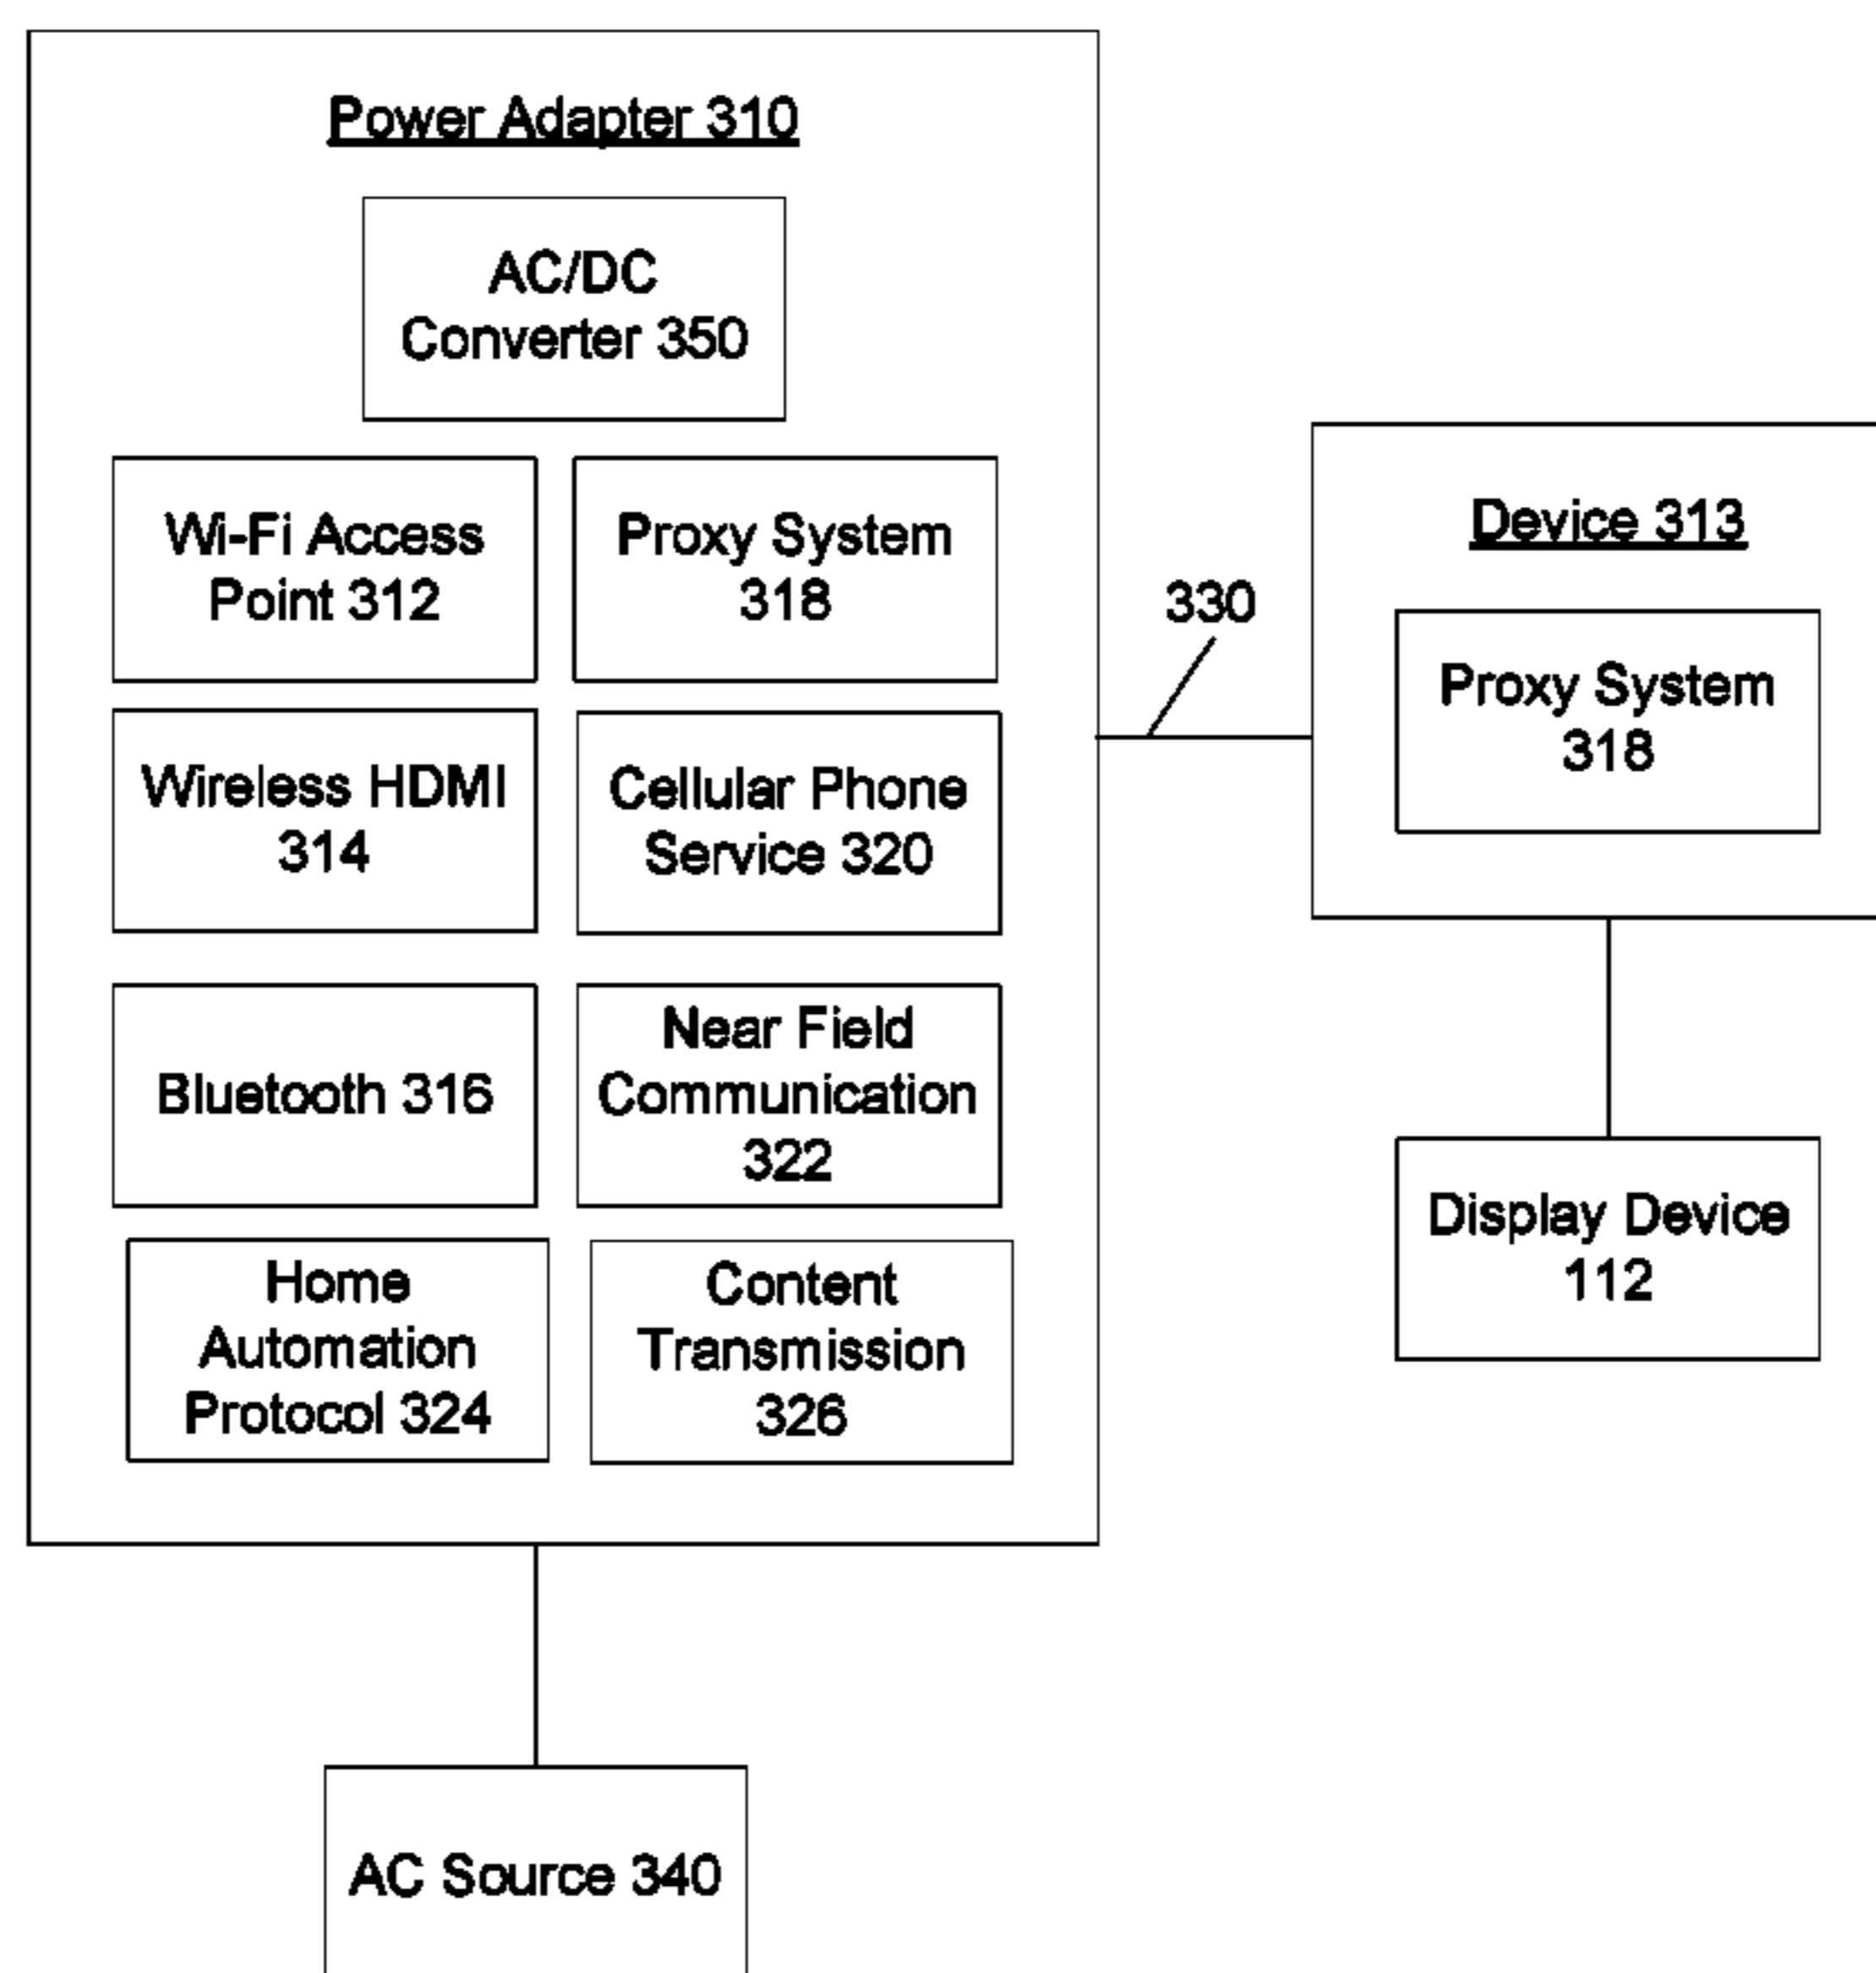 Power Adapter 310
AC/DC
Converter 350
Wi-Fi Access
Point 312
Proxy System
318
Wireless HDMI
314
Cellular Phone
Service 320
Bluetooth 316
Near Field
Communication
322
Home
Automation
Protocol 324
Content
Transmission
326
330
Device 313
Proxy System
318
Display Device
112
AC Source 340